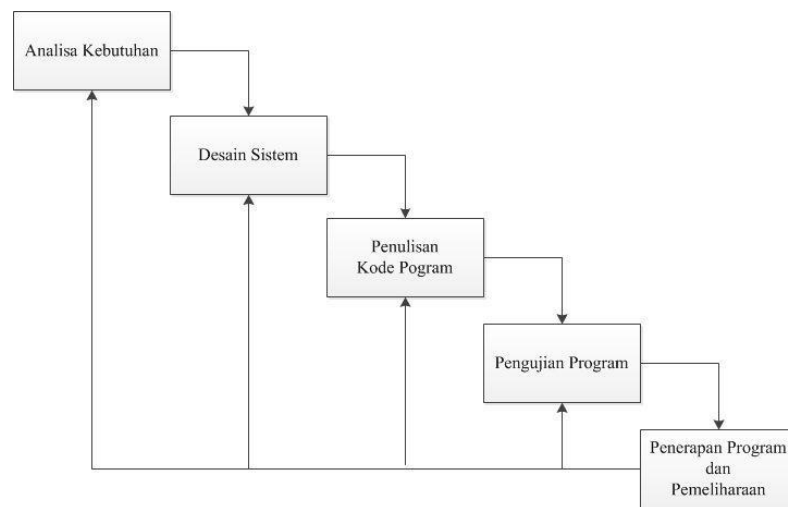 Analisa Kebutuhan
Desain Sistem
Penulisan
Kode Pogram
Pengujian Program
Penerapan Program
dan
Pemeliharaan